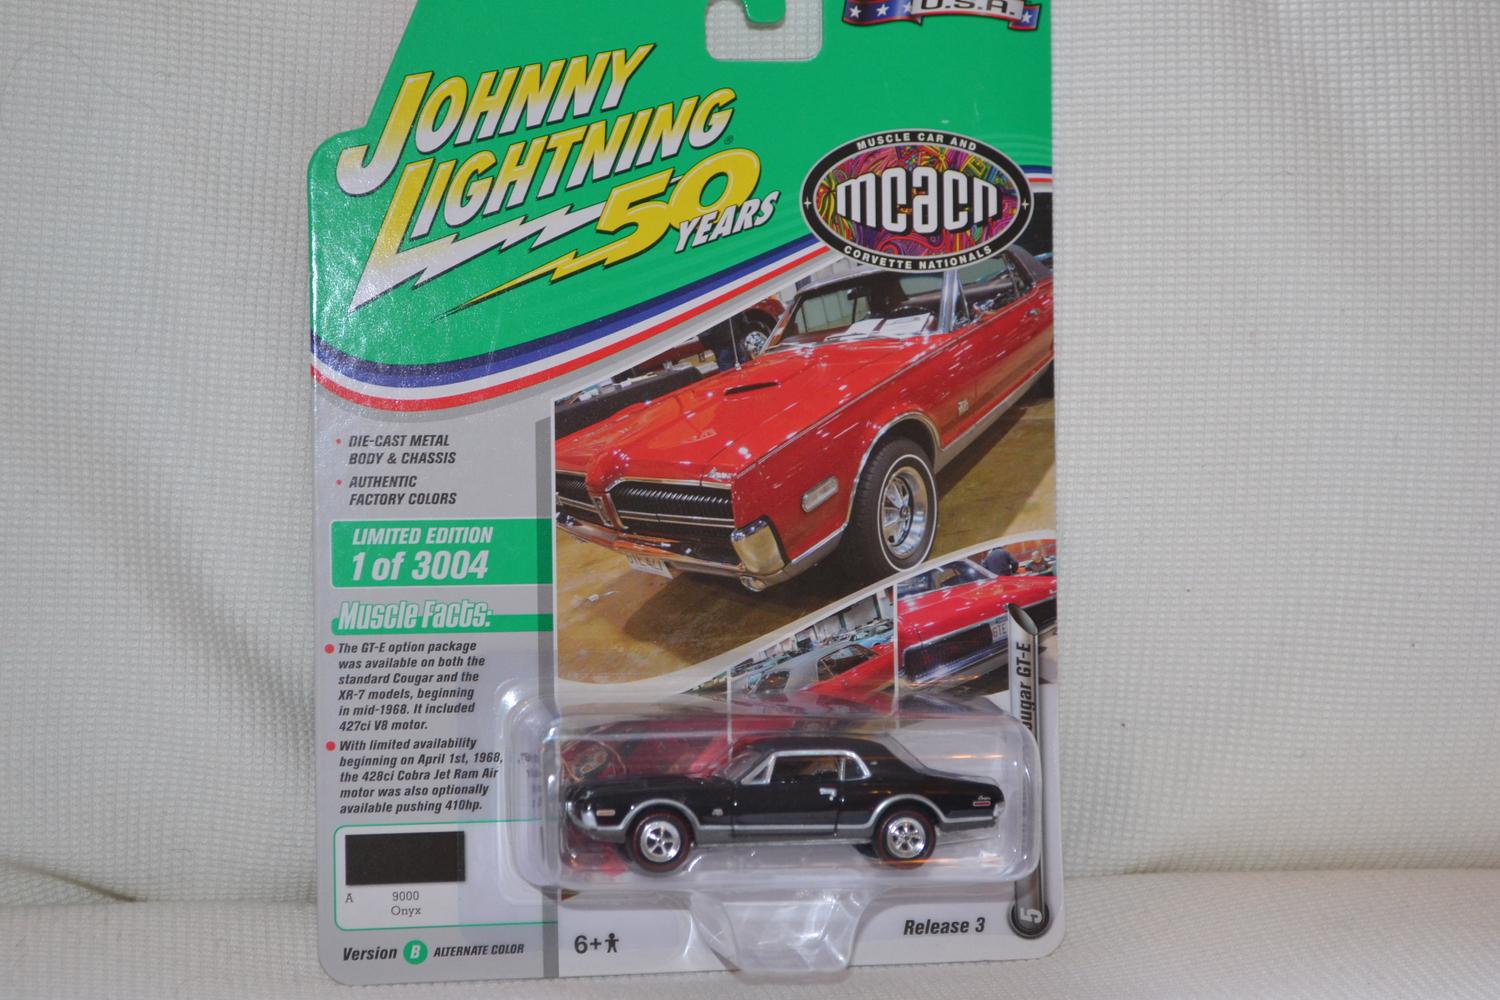 U.S.A.
JOHNNY
LIGHTNING®
50
YEARS
MUSCLE CAR AND
mcacn
CORVETTE NATIONALS
• DIE-CAST METAL
BODY & CHASSIS
• AUTHENTIC
FACTORY COLORS
LIMITED EDITION
1 of 3004
Muscle Facts:
• The GT-E option package
was available on both the
standard Cougar and the
XR-7 models, beginning
in mid-1968. It included
427ci V8 motor.
• With limited availability
beginning on April 1st, 1968,
the 428ci Cobra Jet Ram Air
motor was also optionally
available pushing 410hp.
A 9000
Onyx
Version B ALTERNATE COLOR
6+
Release 3
5
ougar GT-E